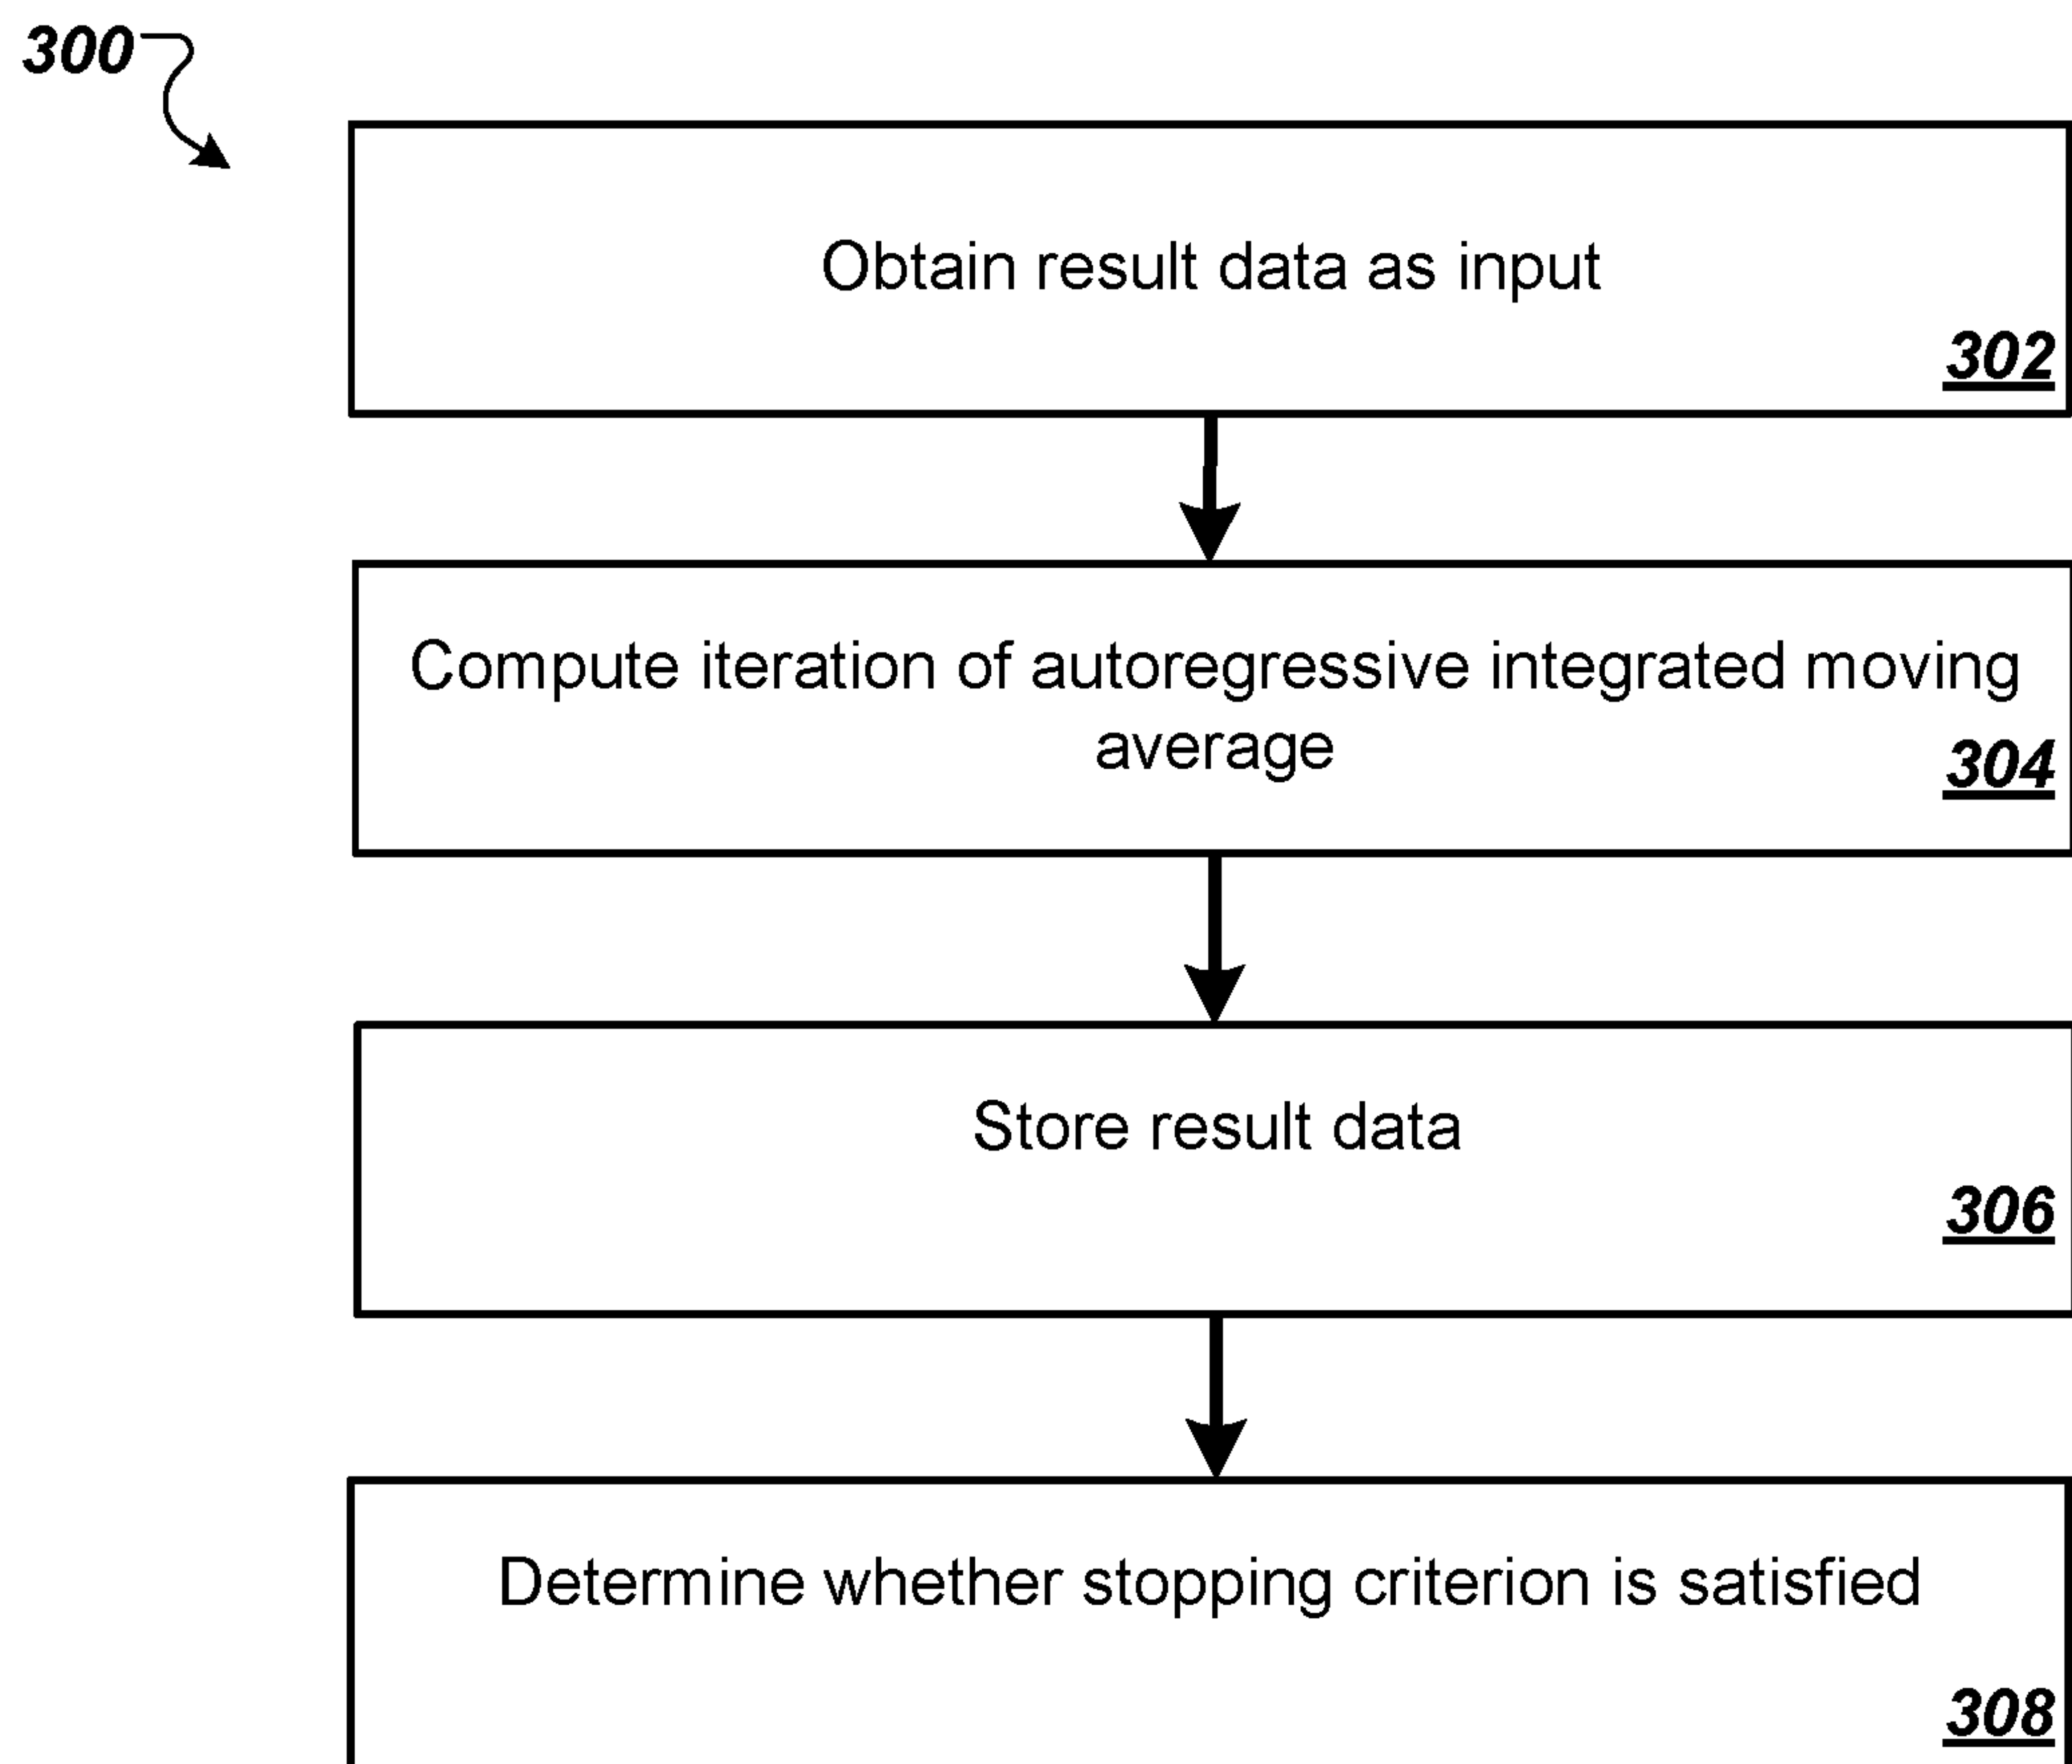 300
Obtain result data as input
302
Compute iteration of autoregressive integrated moving
average
304
Store result data
306
Determine whether stopping criterion is satisfied
308